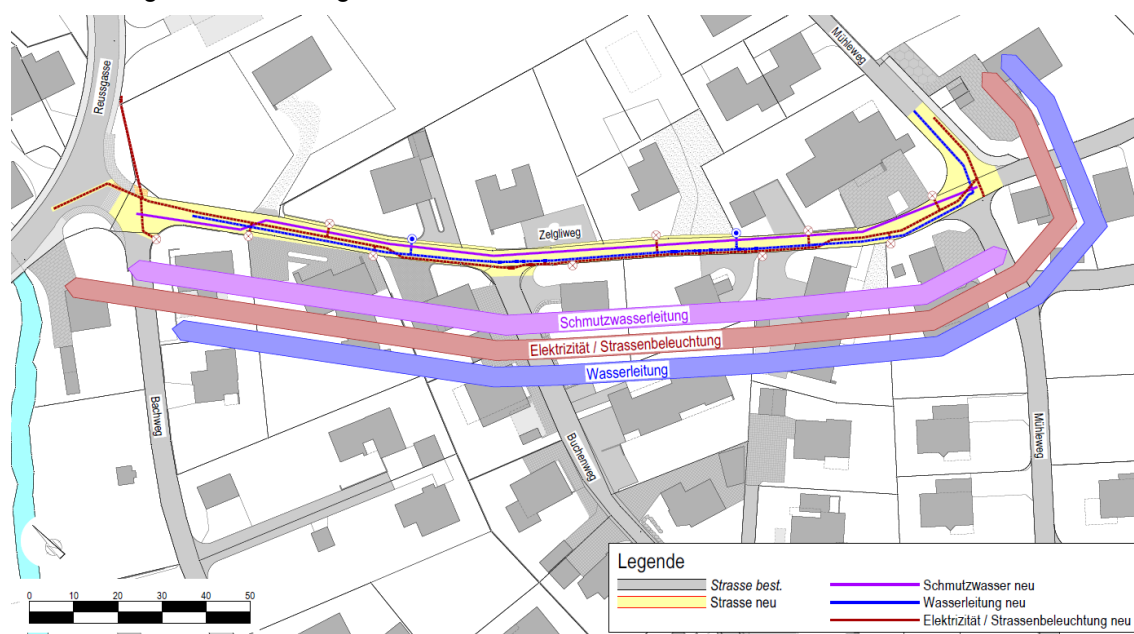 Reussgasse
Mühleweg
Zelgliweg
Schmutzwasserleitung
Elektrizität / Strassenbeleuchtung
Wasserleitung
Bachweg
Buchenweg
Mühleweg
Legende
Strasse best.
Strasse neu
Schmutzwasser neu
Wasserleitung neu
Elektrizität / Strassenbeleuchtung neu
0 10 20 30 40 50